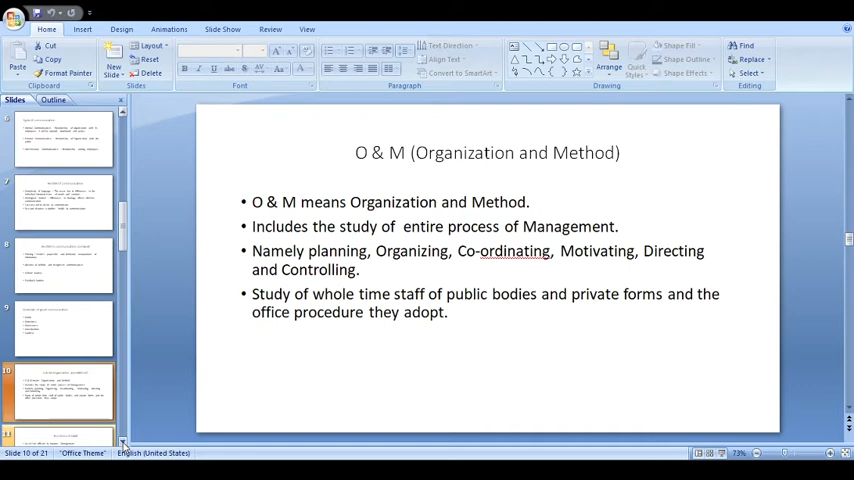 Home Insert Design Animations Slide Show Review View
Cut
Copy
Format Painter
Paste
Clipboard
New
Slide
Layout
Reset
Delete
Slides
Font
Text Direction
Align Text
Convert to SmartArt
Paragraph
Arrange
Quick
Styles
Shape Fill
Shape Outline
Shape Effects
Drawing
Find
Replace
Select
Editing
Slides Outline
7
8
9
10
11
O & M (Organization and Method)
• O & M means Organization and Method.
• Includes the study of entire process of Management.
• Namely planning, Organizing, Co-ordinating, Motivating, Directing
and Controlling.
• Study of whole time staff of public bodies and private forms and the
office procedure they adopt.
Slide 10 of 21 "Office Theme" English (United States) 73%